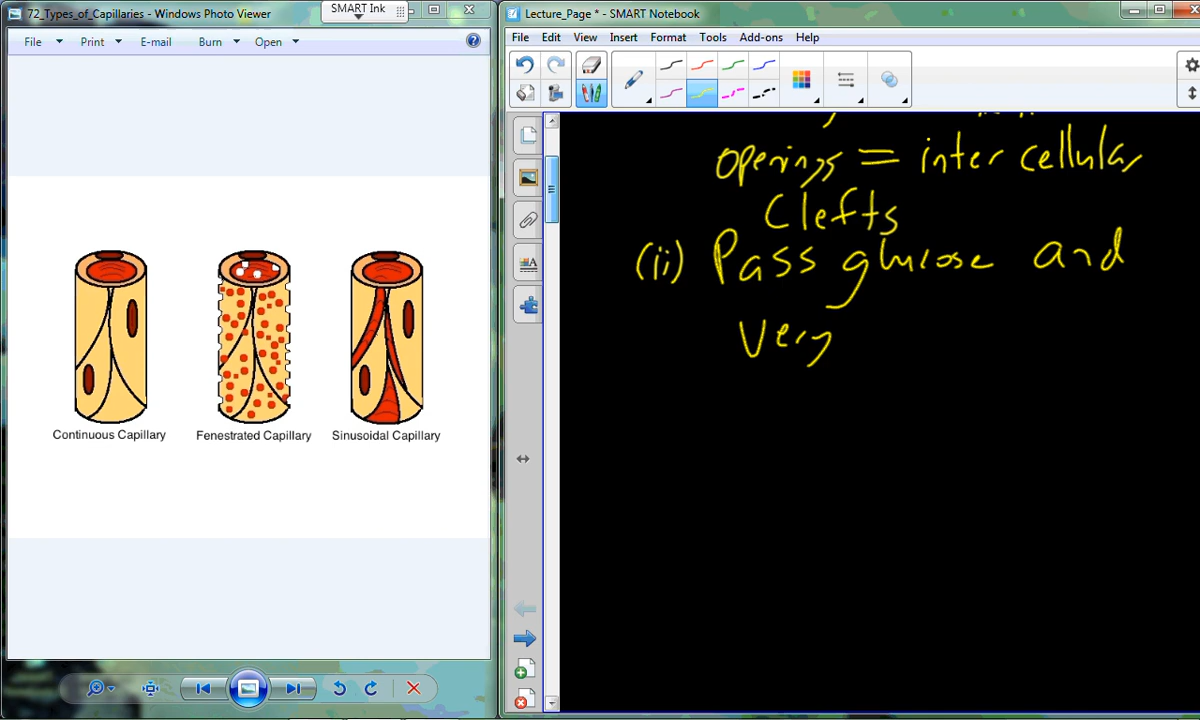 72_Types_of_Capillaries - Windows Photo Viewer
SMART Ink
File Print E-mail Burn Open
Continuous Capillary Fenestrated Capillary Sinusoidal Capillary
Lecture_Page * - SMART Notebook
File Edit View Insert Format Tools Add-ons Help
openings = inter cellular
Clefts
(ii) Pass glucose and
Very